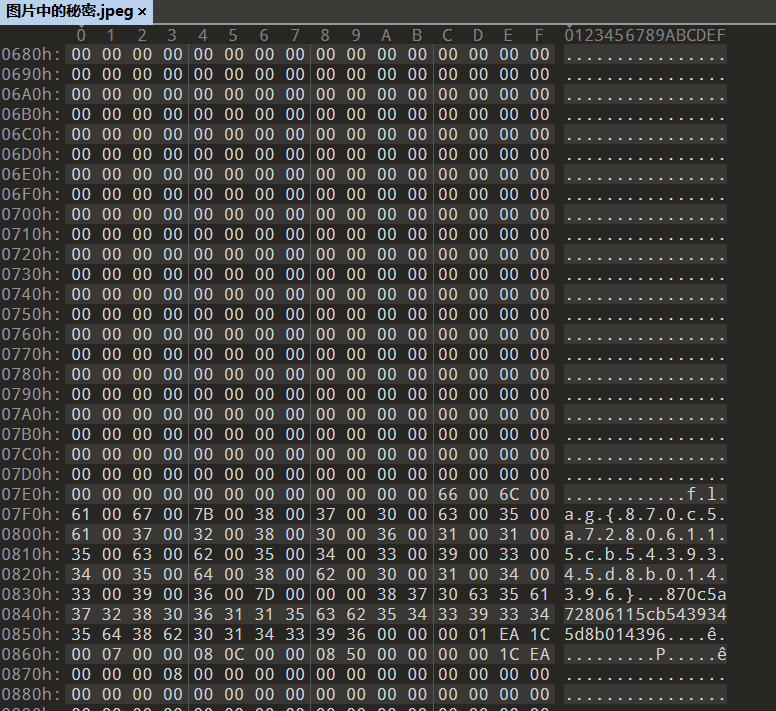 图片中的秘密.jpeg ×
0 1 2 3 4 5 6 7 8 9 A B C D E F 0123456789ABCDEF
0680h: 00 00 00 00 00 00 00 00 00 00 00 00 00 00 00 00 ................
0690h: 00 00 00 00 00 00 00 00 00 00 00 00 00 00 00 00 ................
06A0h: 00 00 00 00 00 00 00 00 00 00 00 00 00 00 00 00 ................
06B0h: 00 00 00 00 00 00 00 00 00 00 00 00 00 00 00 00 ................
06C0h: 00 00 00 00 00 00 00 00 00 00 00 00 00 00 00 00 ................
06D0h: 00 00 00 00 00 00 00 00 00 00 00 00 00 00 00 00 ................
06E0h: 00 00 00 00 00 00 00 00 00 00 00 00 00 00 00 00 ................
06F0h: 00 00 00 00 00 00 00 00 00 00 00 00 00 00 00 00 ................
0700h: 00 00 00 00 00 00 00 00 00 00 00 00 00 00 00 00 ................
0710h: 00 00 00 00 00 00 00 00 00 00 00 00 00 00 00 00 ................
0720h: 00 00 00 00 00 00 00 00 00 00 00 00 00 00 00 00 ................
0730h: 00 00 00 00 00 00 00 00 00 00 00 00 00 00 00 00 ................
0740h: 00 00 00 00 00 00 00 00 00 00 00 00 00 00 00 00 ................
0750h: 00 00 00 00 00 00 00 00 00 00 00 00 00 00 00 00 ................
0760h: 00 00 00 00 00 00 00 00 00 00 00 00 00 00 00 00 ................
0770h: 00 00 00 00 00 00 00 00 00 00 00 00 00 00 00 00 ................
0780h: 00 00 00 00 00 00 00 00 00 00 00 00 00 00 00 00 ................
0790h: 00 00 00 00 00 00 00 00 00 00 00 00 00 00 00 00 ................
07A0h: 00 00 00 00 00 00 00 00 00 00 00 00 00 00 00 00 ................
07B0h: 00 00 00 00 00 00 00 00 00 00 00 00 00 00 00 00 ................
07C0h: 00 00 00 00 00 00 00 00 00 00 00 00 00 00 00 00 ................
07D0h: 00 00 00 00 00 00 00 00 00 00 00 00 00 00 00 00 ................
07E0h: 00 00 00 00 00 00 00 00 00 00 00 00 66 00 6C 00 ............f.l.
07F0h: 61 00 67 00 7B 00 38 00 37 00 30 00 63 00 35 00 a.g.{.8.7.0.c.5.
0800h: 61 00 37 00 32 00 38 00 30 00 36 00 31 00 31 00 a.7.2.8.0.6.1.1.
0810h: 35 00 63 00 62 00 35 00 34 00 33 00 39 00 33 00 5.c.b.5.4.3.9.3.
0820h: 34 00 35 00 64 00 38 00 62 00 30 00 31 00 34 00 4.5.d.8.b.0.1.4.
0830h: 33 00 39 00 36 00 7D 00 00 00 38 37 30 63 35 61 3.9.6.}...870c5a
0840h: 37 32 38 30 36 31 31 35 63 62 35 34 33 39 33 34 72806115cb543934
0850h: 35 64 38 62 30 31 34 33 39 36 00 00 00 01 EA 1C 5d8b014396....ê.
0860h: 00 07 00 00 08 0C 00 00 08 50 00 00 00 00 1C EA .........P.....ê
0870h: 00 00 00 08 00 00 00 00 00 00 00 00 00 00 00 00 ................
0880h: 00 00 00 00 00 00 00 00 00 00 00 00 00 00 00 00 ................